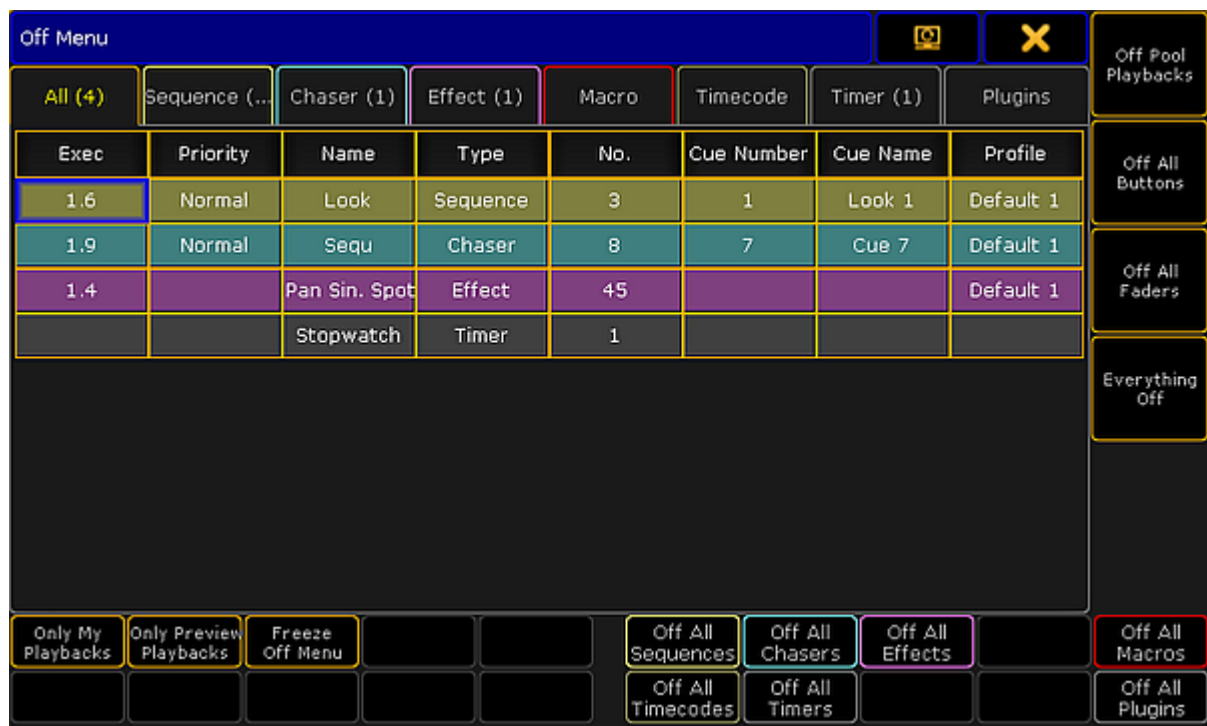 Off Menu
All (4) Sequence (... Chaser (1) Effect (1) Macro Timecode Timer (1) Plugins
Exec Priority Name Type No. Cue Number Cue Name Profile
1.6 Normal Look Sequence 3 1 Look 1 Default 1
1.9 Normal Sequ Chaser 8 7 Cue 7 Default 1
1.4 Pan Sin. Spot Effect 45 Default 1
Stopwatch Timer 1
Off Pool
Playbacks
Off All
Buttons
Off All
Faders
Everything
Off
Only My
Playbacks
Only Preview
Playbacks
Freeze
Off Menu
Off All
Sequences
Off All
Chasers
Off All
Effects
Off All
Macros
Off All
Timecodes
Off All
Timers
Off All
Plugins